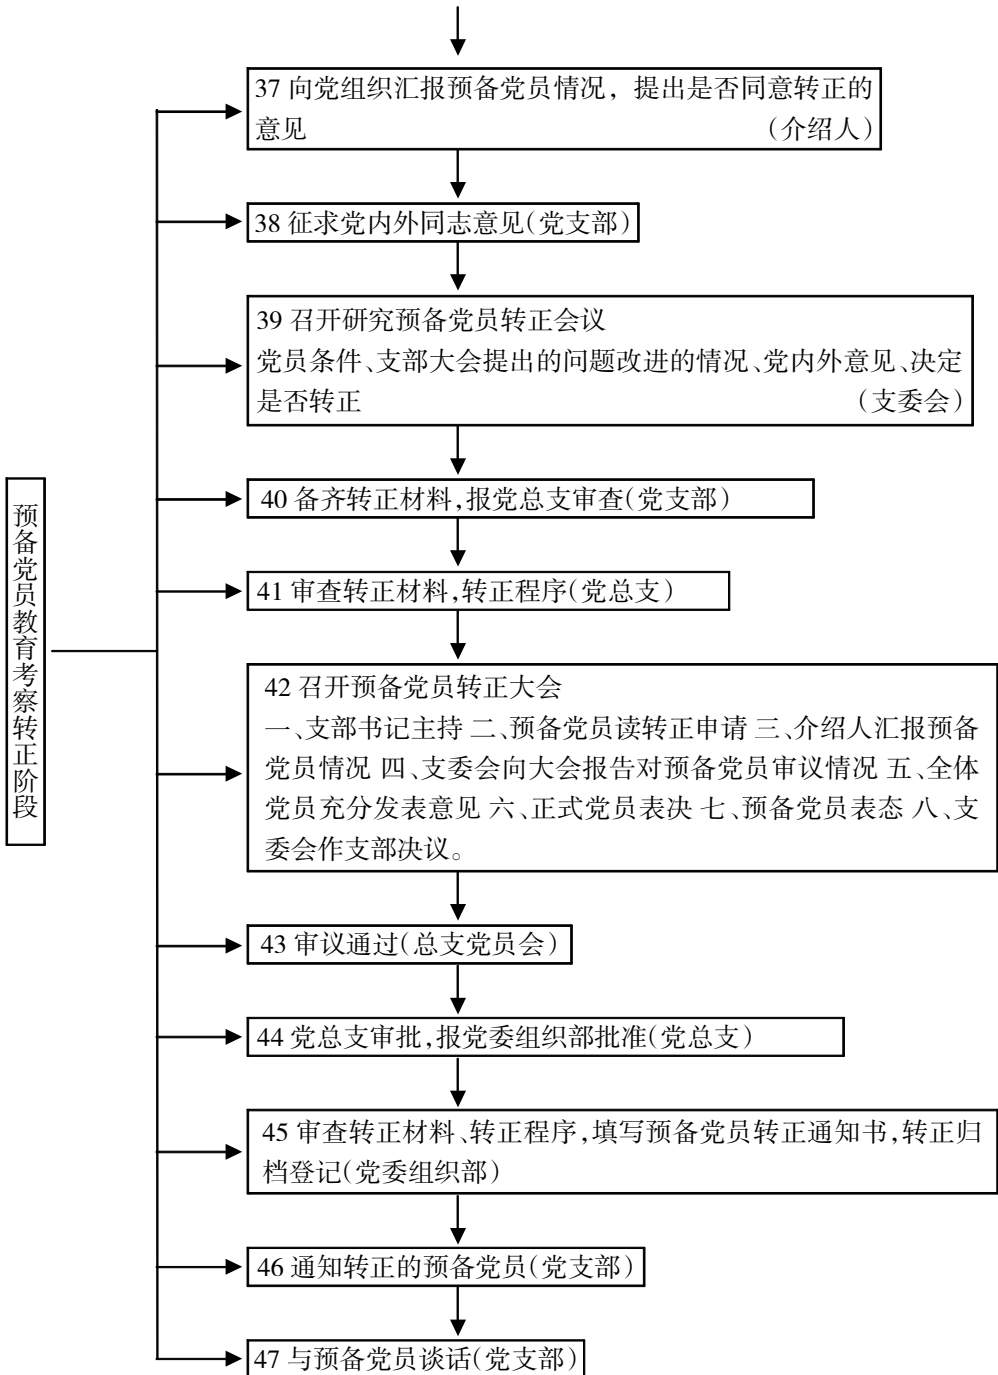 37 向党组织汇报预备党员情况，提出是否同意转正的
意见 （介绍人）
38 征求党内外同志意见（党支部）
39 召开研究预备党员转正会议
党员条件、支部大会提出的问题改进的情况、党内外意见、决定
是否转正 （支委会）
40 备齐转正材料，报党总支审查（党支部）
41 审查转正材料，转正程序（党总支）
预备党员教育考察转正阶段
42 召开预备党员转正大会
一、支部书记主持 二、预备党员读转正申请 三、介绍人汇报预备
党员情况 四、支委会向大会报告对预备党员审议情况 五、全体
党员充分发表意见 六、正式党员表决 七、预备党员表态 八、支
委会作支部决议。
43 审议通过（总支党员会）
44 党总支审批，报党委组织部批准（党总支）
45 审查转正材料、转正程序，填写预备党员转正通知书，转正归
档登记（党委组织部）
46 通知转正的预备党员（党支部）
47 与预备党员谈话（党支部）